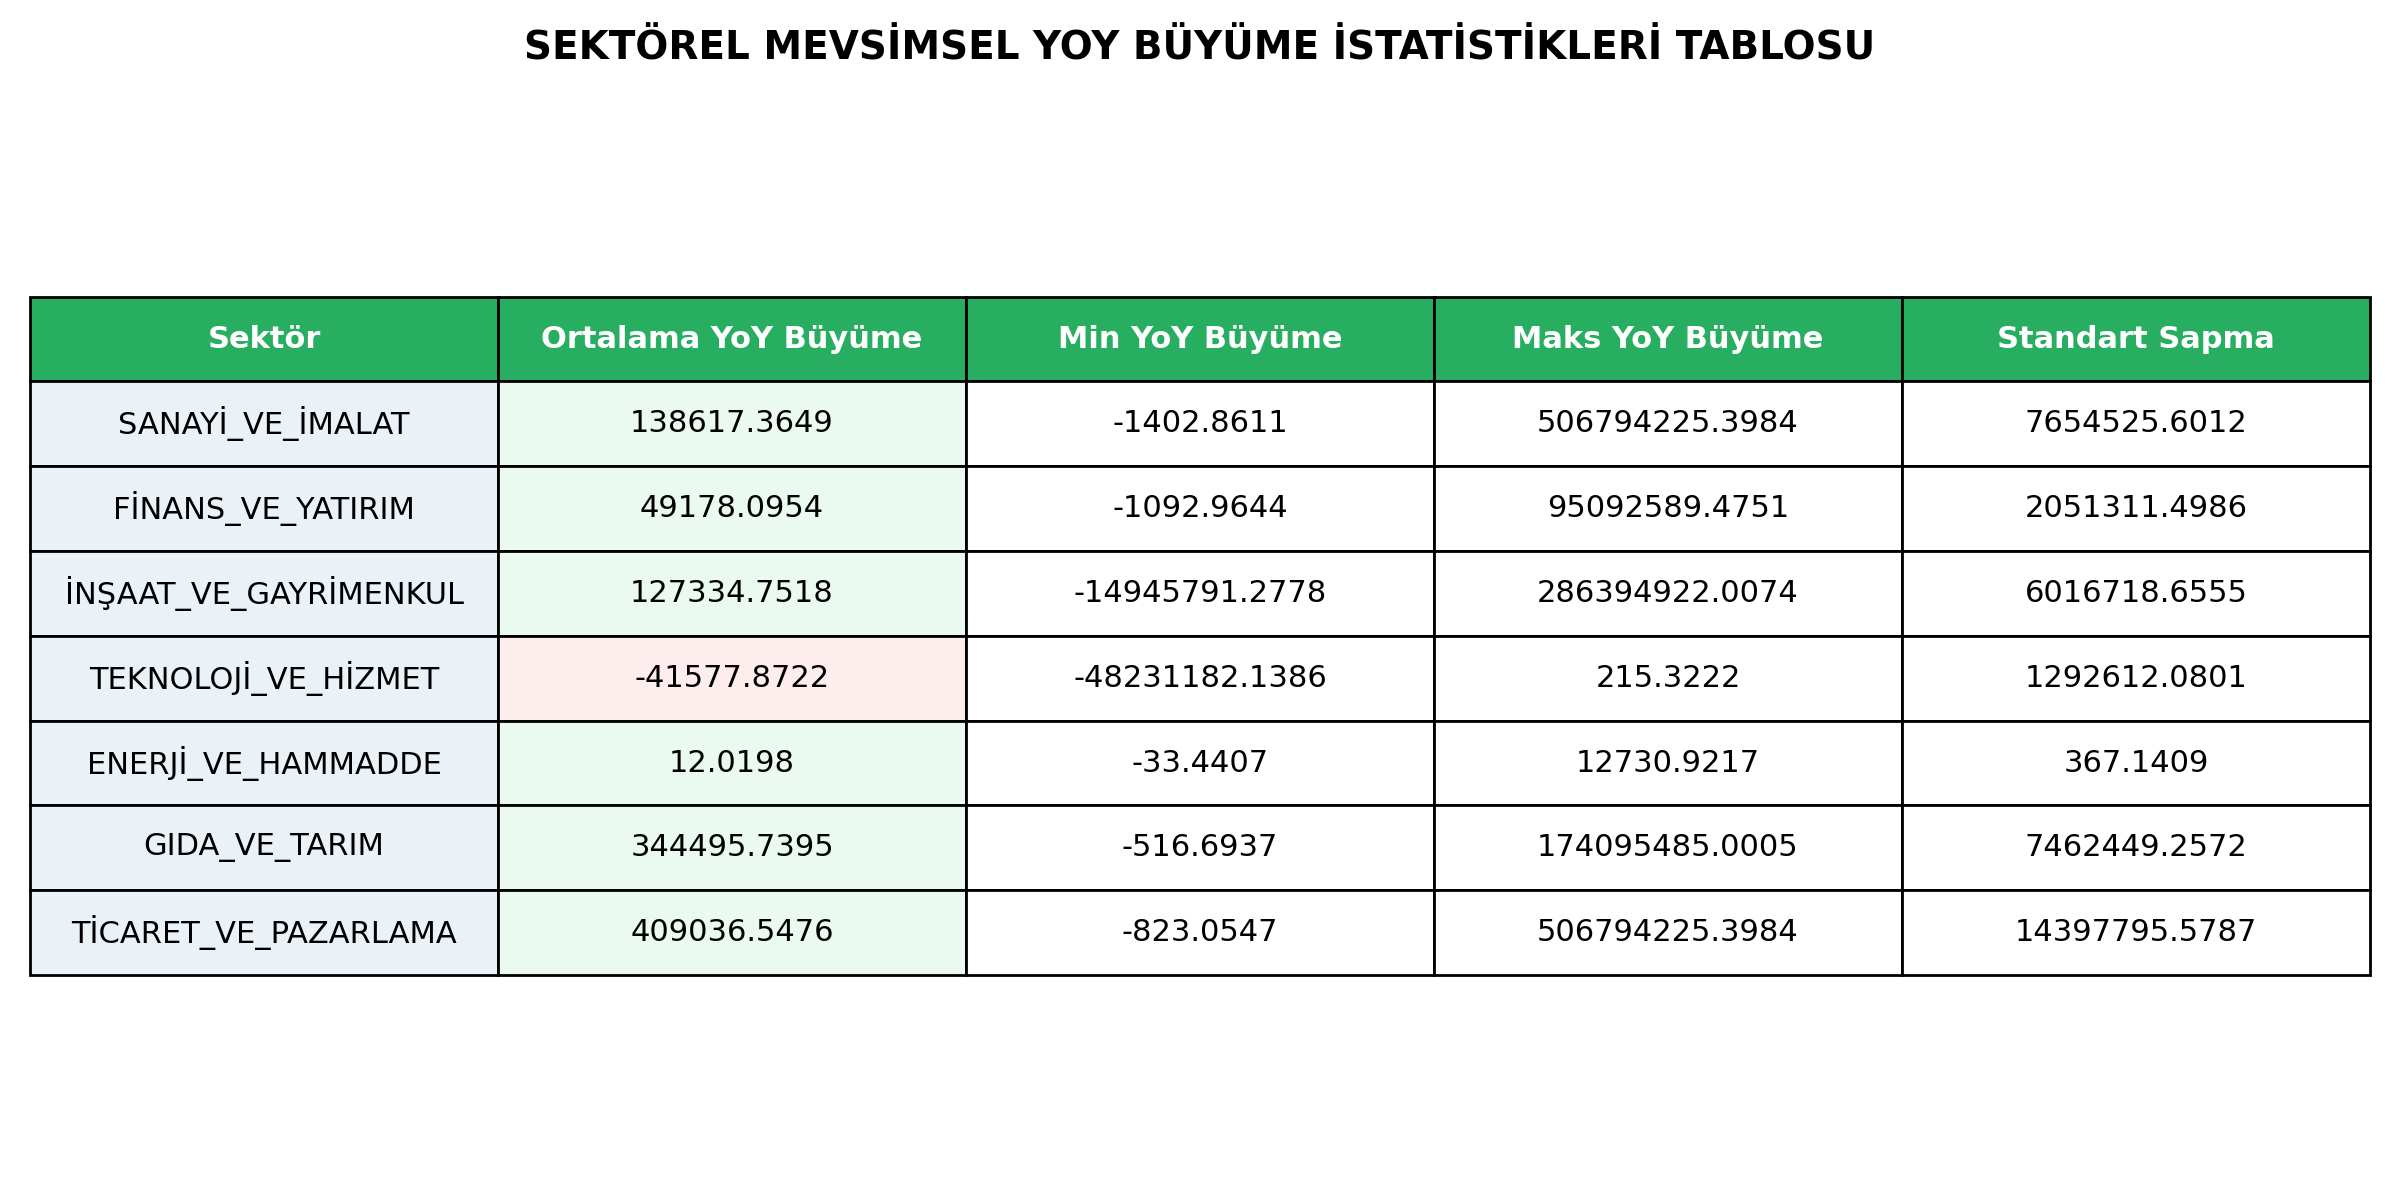 SEKTÖREL MEVSİMSEL YOY BÜYÜME İSTATİSTİKLERİ TABLOSU
Sektör Ortalama YoY Büyüme Min YoY Büyüme Maks YoY Büyüme Standart Sapma
SANAYİ_VE_İMALAT 138617.3649 -1402.8611 506794225.3984 7654525.6012
FİNANS_VE_YATIRIM 49178.0954 -1092.9644 95092589.4751 2051311.4986
İNŞAAT_VE_GAYRİMENKUL 127334.7518 -14945791.2778 286394922.0074 6016718.6555
TEKNOLOJİ_VE_HİZMET -41577.8722 -48231182.1386 215.3222 1292612.0801
ENERJİ_VE_HAMMADDE 12.0198 -33.4407 12730.9217 367.1409
GIDA_VE_TARIM 344495.7395 -516.6937 174095485.0005 7462449.2572
TİCARET_VE_PAZARLAMA 409036.5476 -823.0547 506794225.3984 14397795.5787